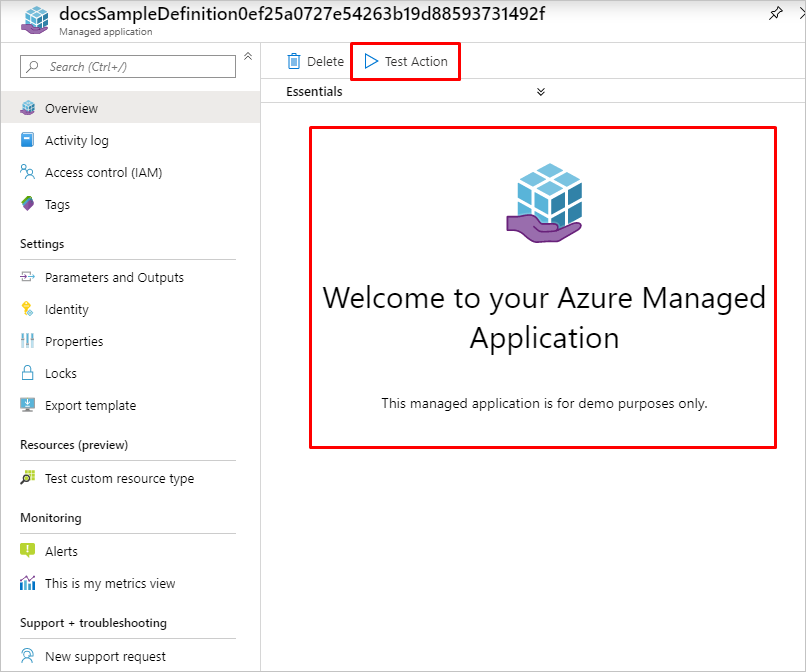 docsSampleDefinition0ef25a0727e54263b19d88593731492f
Managed application
Search (Ctrl+/)
Overview
Activity log
Access control (IAM)
Tags
Settings
Parameters and Outputs
Identity
Properties
Locks
Export template
Resources (preview)
Test custom resource type
Monitoring
Alerts
This is my metrics view
Support + troubleshooting
New support request
Delete
Test Action
Essentials
Welcome to your Azure Managed
Application
This managed application is for demo purposes only.